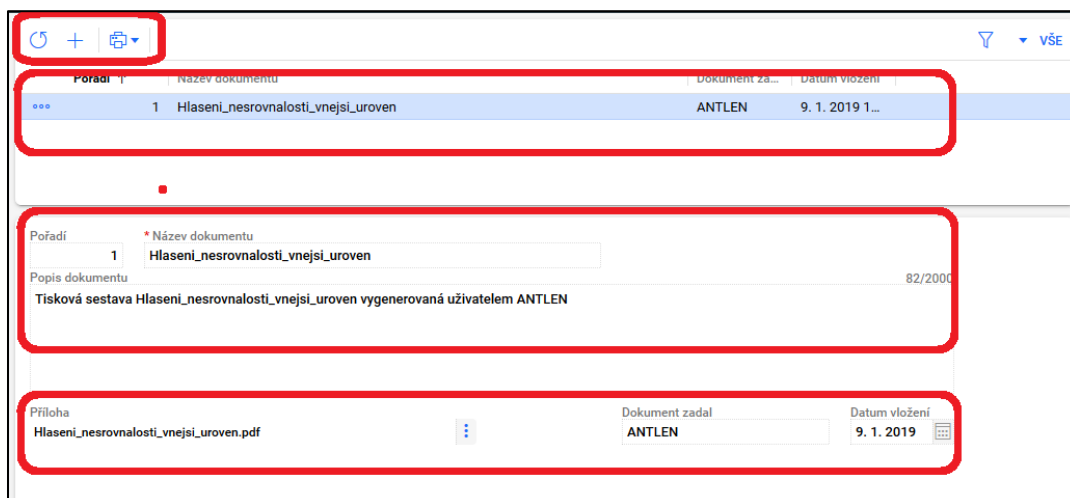 VŠE
Pořadí Název dokumentu Dokument za... Datum vložení
1 Hlaseni_nesrovnalosti_vnejsi_uroven ANTLEN 9. 1. 2019 1...
Pořadí * Název dokumentu
1 Hlaseni_nesrovnalosti_vnejsi_uroven
Popis dokumentu 82/2000
Tisková sestava Hlaseni_nesrovnalosti_vnejsi_uroven vygenerovaná uživatelem ANTLEN
Příloha Dokument zadal Datum vložení
Hlaseni_nesrovnalosti_vnejsi_uroven.pdf ANTLEN 9. 1. 2019